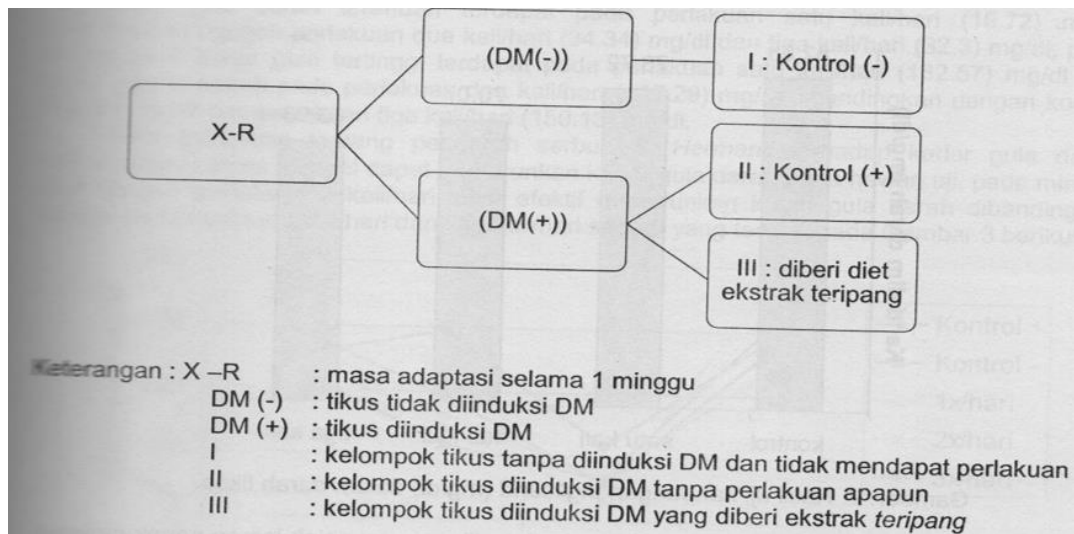 X-R
(DM(-))
I : Kontrol (-)
(DM(+))
II : Kontrol (+)
III : diberi diet
ekstrak teripang
Keterangan : X –R : masa adaptasi selama 1 minggu
DM (-) : tikus tidak diinduksi DM
DM (+) : tikus diinduksi DM
I : kelompok tikus tanpa diinduksi DM dan tidak mendapat perlakuan
II : kelompok tikus diinduksi DM tanpa perlakuan apapun
III : kelompok tikus diinduksi DM yang diberi ekstrak teripang